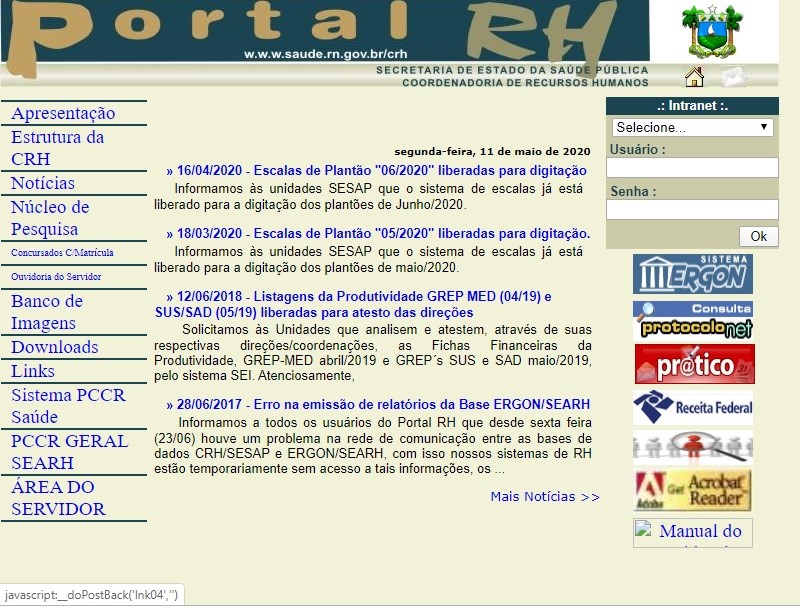 Portal RH
www.saude.rn.gov.br/crh
SECRETARIA DE ESTADO DA SAÚDE PÚBLICA
COORDENADORIA DE RECURSOS HUMANOS
Apresentação
Estrutura da
CRH
Notícias
Núcleo de
Pesquisa
Concursados C/Matrícula
Ouvidoria do Servidor
Banco de
Imagens
Downloads
Links
Sistema PCCR
Saúde
PCCR GERAL
SEARH
ÁREA DO
SERVIDOR
segunda-feira, 11 de maio de 2020
» 16/04/2020 - Escalas de Plantão "06/2020" liberadas para digitação
Informamos às unidades SESAP que o sistema de escalas já está
liberado para a digitação dos plantões de Junho/2020.
» 18/03/2020 - Escalas de Plantão "05/2020" liberadas para digitação.
Informamos às unidades SESAP que o sistema de escalas já está
liberado para a digitação dos plantões de maio/2020.
» 12/06/2018 - Listagens da Produtividade GREP MED (04/19) e
SUS/SAD (05/19) liberadas para atesto das direções
Solicitamos às Unidades que analisem e atestem, através de suas
respectivas direções/coordenações, as Fichas Financeiras da
Produtividade, GREP-MED abril/2019 e GREP´s SUS e SAD maio/2019,
pelo sistema SEI. Atenciosamente,
» 28/06/2017 - Erro na emissão de relatórios da Base ERGON/SEARH
Informamos a todos os usuários do Portal RH que desde sexta feira
(23/06) houve um problema na rede de comunicação entre as bases de
dados CRH/SESAP e ERGON/SEARH, com isso nossos sistemas de RH
estão temporariamente sem acesso a tais informações, os ...
Mais Notícias >>
.: Intranet :.
Selecione...
Usuário :
Senha :
Ok
SISTEMA
ERGON
Consulta
protocolo net
pr@tico
Receita Federal
Adobe
Get Acrobat
Reader
Manual do
javascript:__doPostBack('lnk04','')